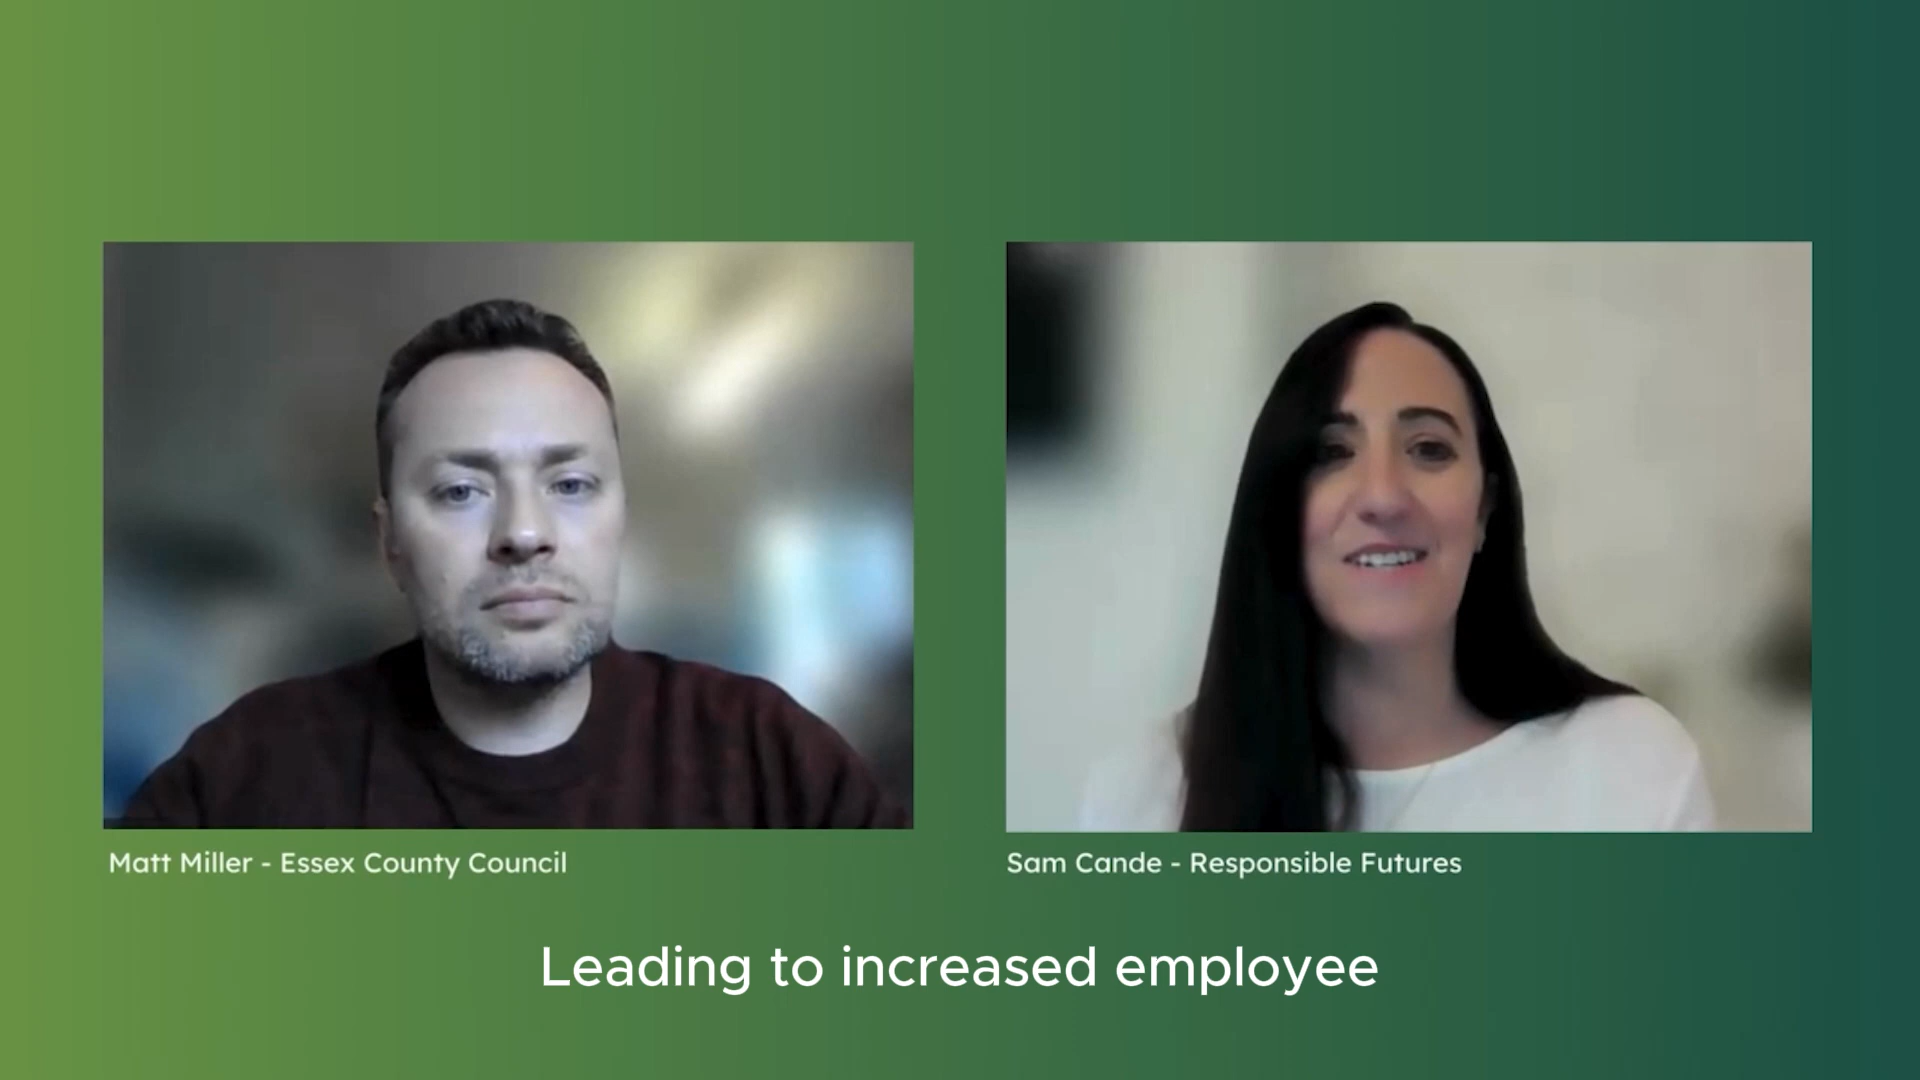 Matt Miller - Essex County Council
Sam Cande - Responsible Futures
Leading to increased employee